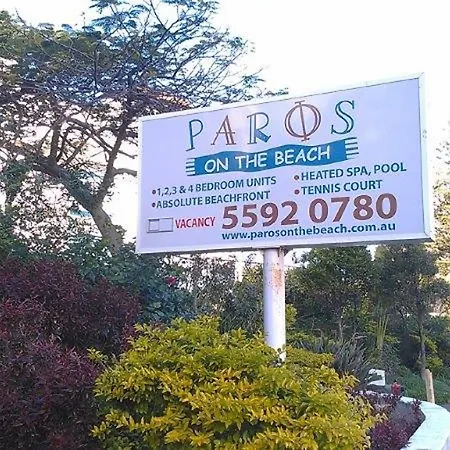 PARΦS
ON THE BEACH
•1,2,3 & 4 BEDROOM UNITS
•ABSOLUTE BEACHFRONT
•HEATED SPA, POOL
•TENNIS COURT
VACANCY 5592 0780
www.parosonthebeach.com.au